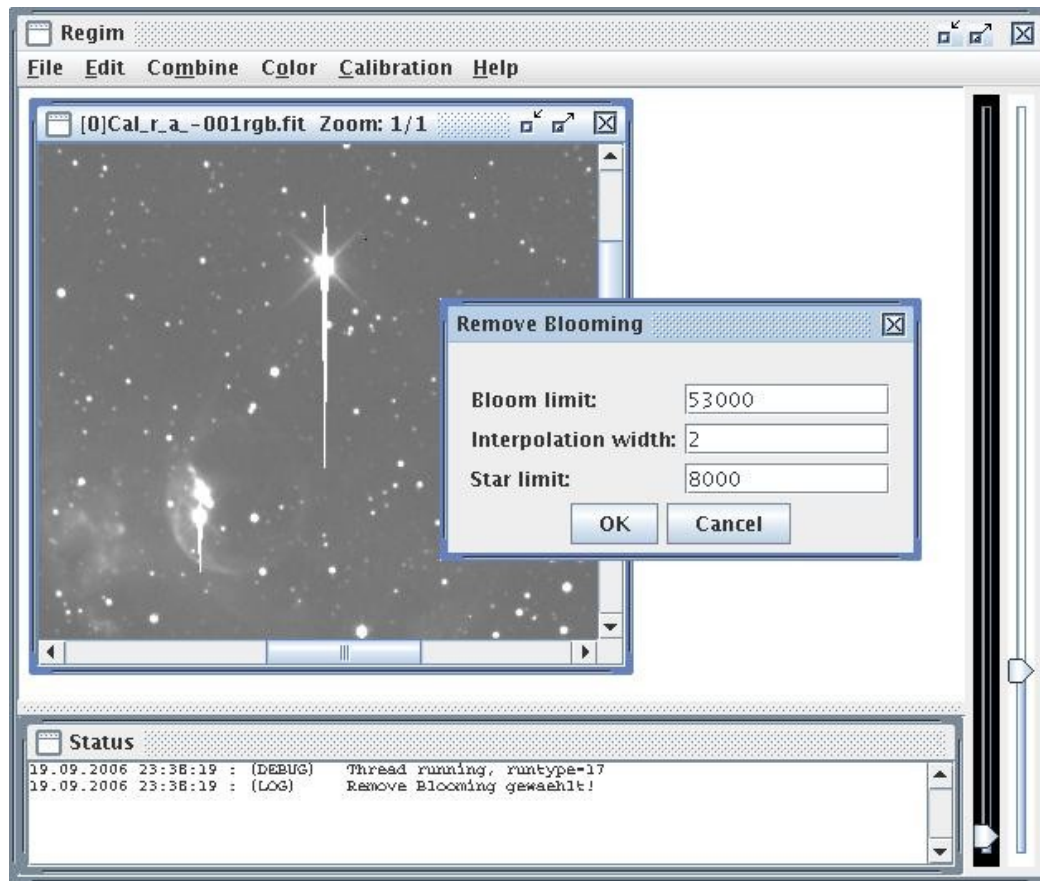 Regim
File Edit Combine Color Calibration Help
[0]Cal_r_a_-001rgb.fit Zoom: 1/1
Remove Blooming
Bloom limit: 53000
Interpolation width: 2
Star limit: 8000
OK Cancel
Status
19.09.2006 23:38:19 : (DEBUG) Thread running, runtype=17
19.09.2006 23:38:19 : (LOG) Remove Blooming gewaehlt!